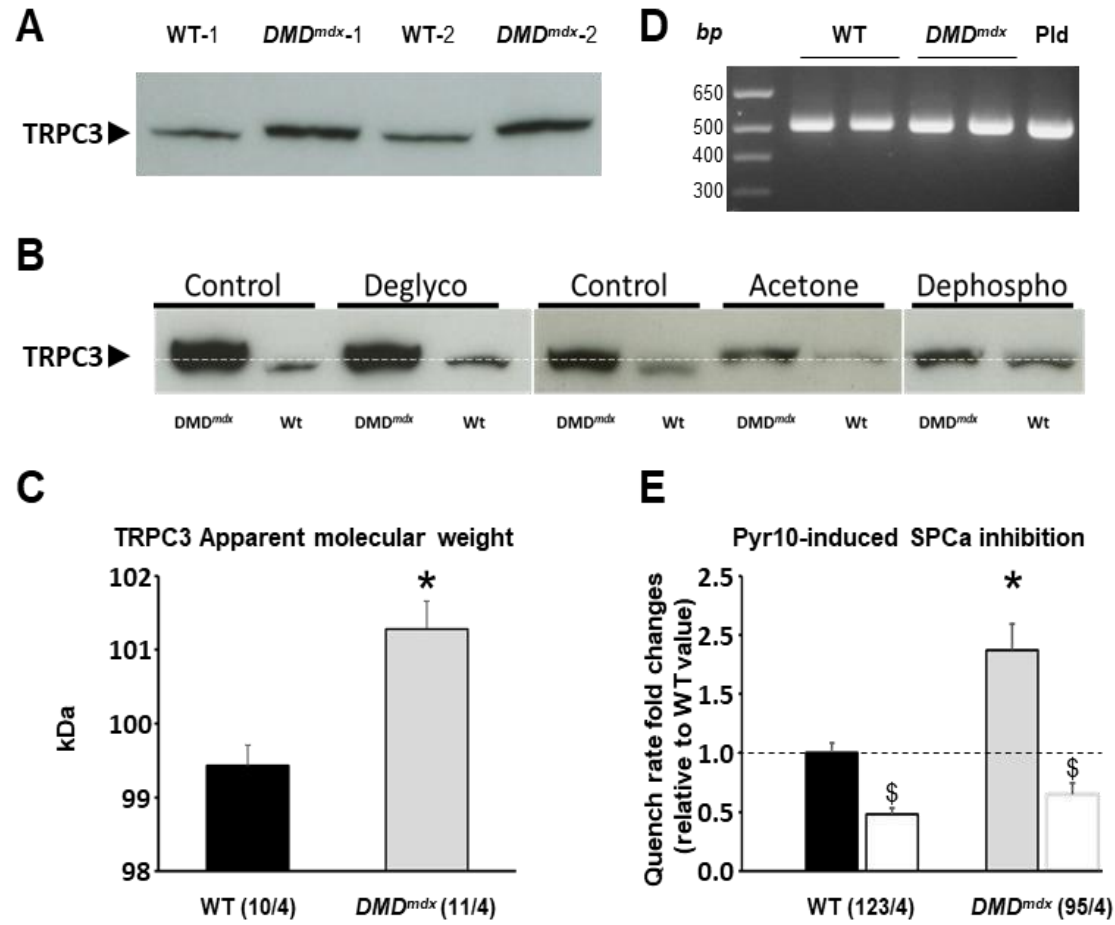 A
WT-1 DMDmdx-1 WT-2 DMDmdx-2
TRPC3
D
bp WT DMDmdx Pld
650
500
400
300
B
Control Deglyco Control Acetone Dephospho
TRPC3
DMDmdx Wt DMDmdx Wt DMDmdx Wt DMDmdx Wt DMDmdx Wt
C
TRPC3 Apparent molecular weight
*
102
101
100
99
98
kDa
WT (10/4) DMDmdx (11/4)
E
Pyr10-induced SPCa inhibition
Quench rate fold changes
(relative to WT value)
2.5
2.5
1.5
1.0
0.5
0.0
*
$
$
WT (123/4) DMDmdx (95/4)